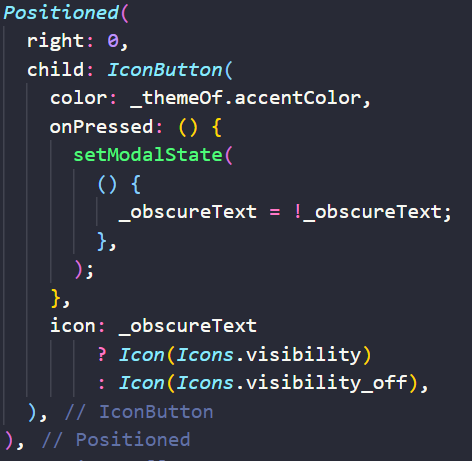 Positioned(
right: 0,
child: IconButton(
color: _themeOf.accentColor,
onPressed: () {
setModalState(
() {
_obscureText = !_obscureText;
},
);
},
icon: _obscureText
? Icon(Icons.visibility)
: Icon(Icons.visibility_off),
), // IconButton
), // Positioned